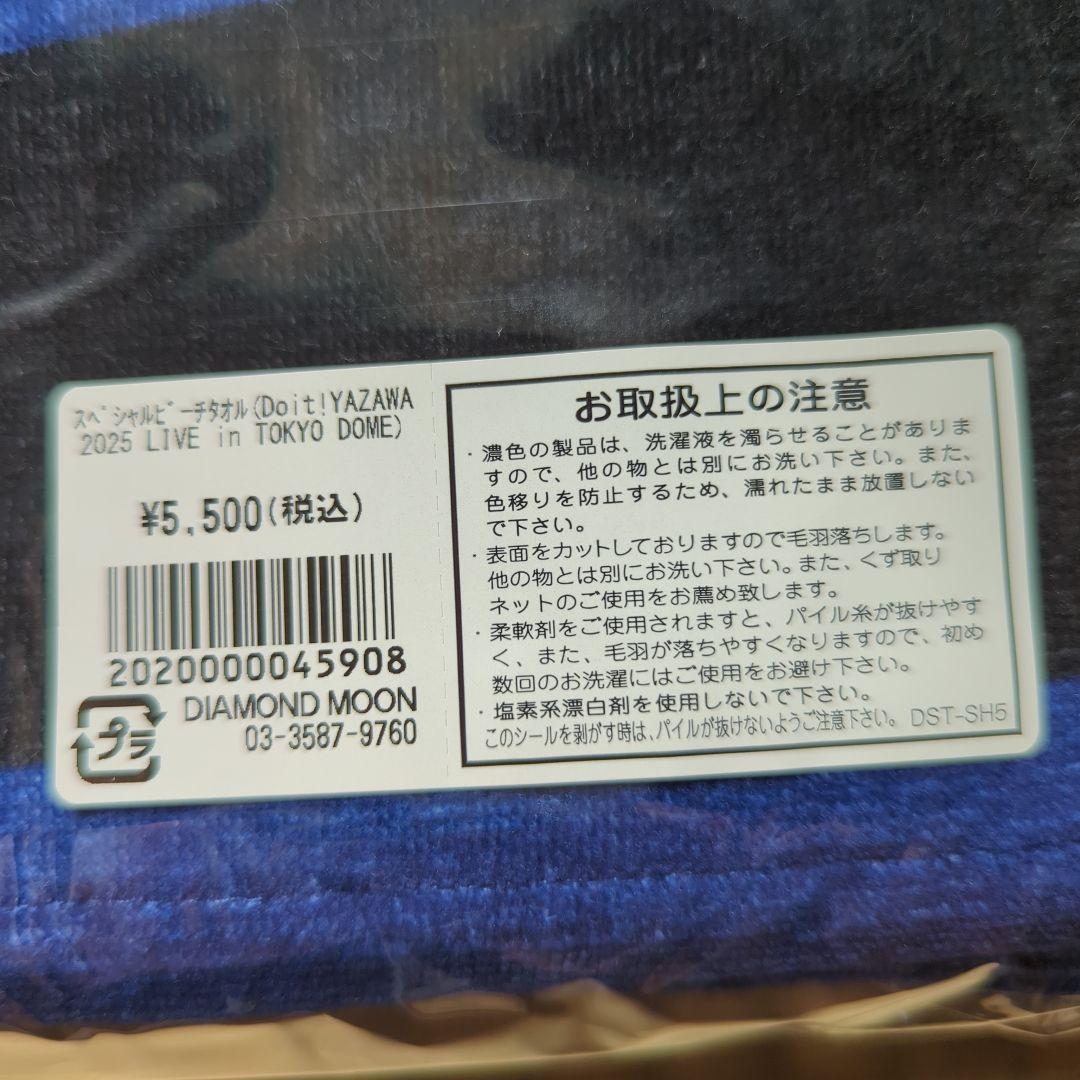 ｽﾍﾟｼｬﾙﾋﾞｰﾁﾀｵﾙ(Doit!YAZAWA
2025 LIVE in TOKYO DOME)
¥5,500(税込)
2020000045908
プラ
DIAMOND MOON
03-3587-9760
お取扱上の注意
・濃色の製品は、洗濯液を濁らせることがありま
すので、他の物とは別にお洗い下さい。また、
色移りを防止するため、濡れたまま放置しない
で下さい。
・表面をカットしておりますので毛羽落ちします。
他の物とは別にお洗い下さい。また、くず取り
ネットのご使用をお薦め致します。
・柔軟剤をご使用されますと、パイル糸が抜けやす
く、また、毛羽が落ちやすくなりますので、初め
数回のお洗濯にはご使用をお避け下さい。
・塩素系漂白剤を使用しないで下さい。
このシールを剥がす時は、パイルが抜けないようご注意下さい。 DST-SH5